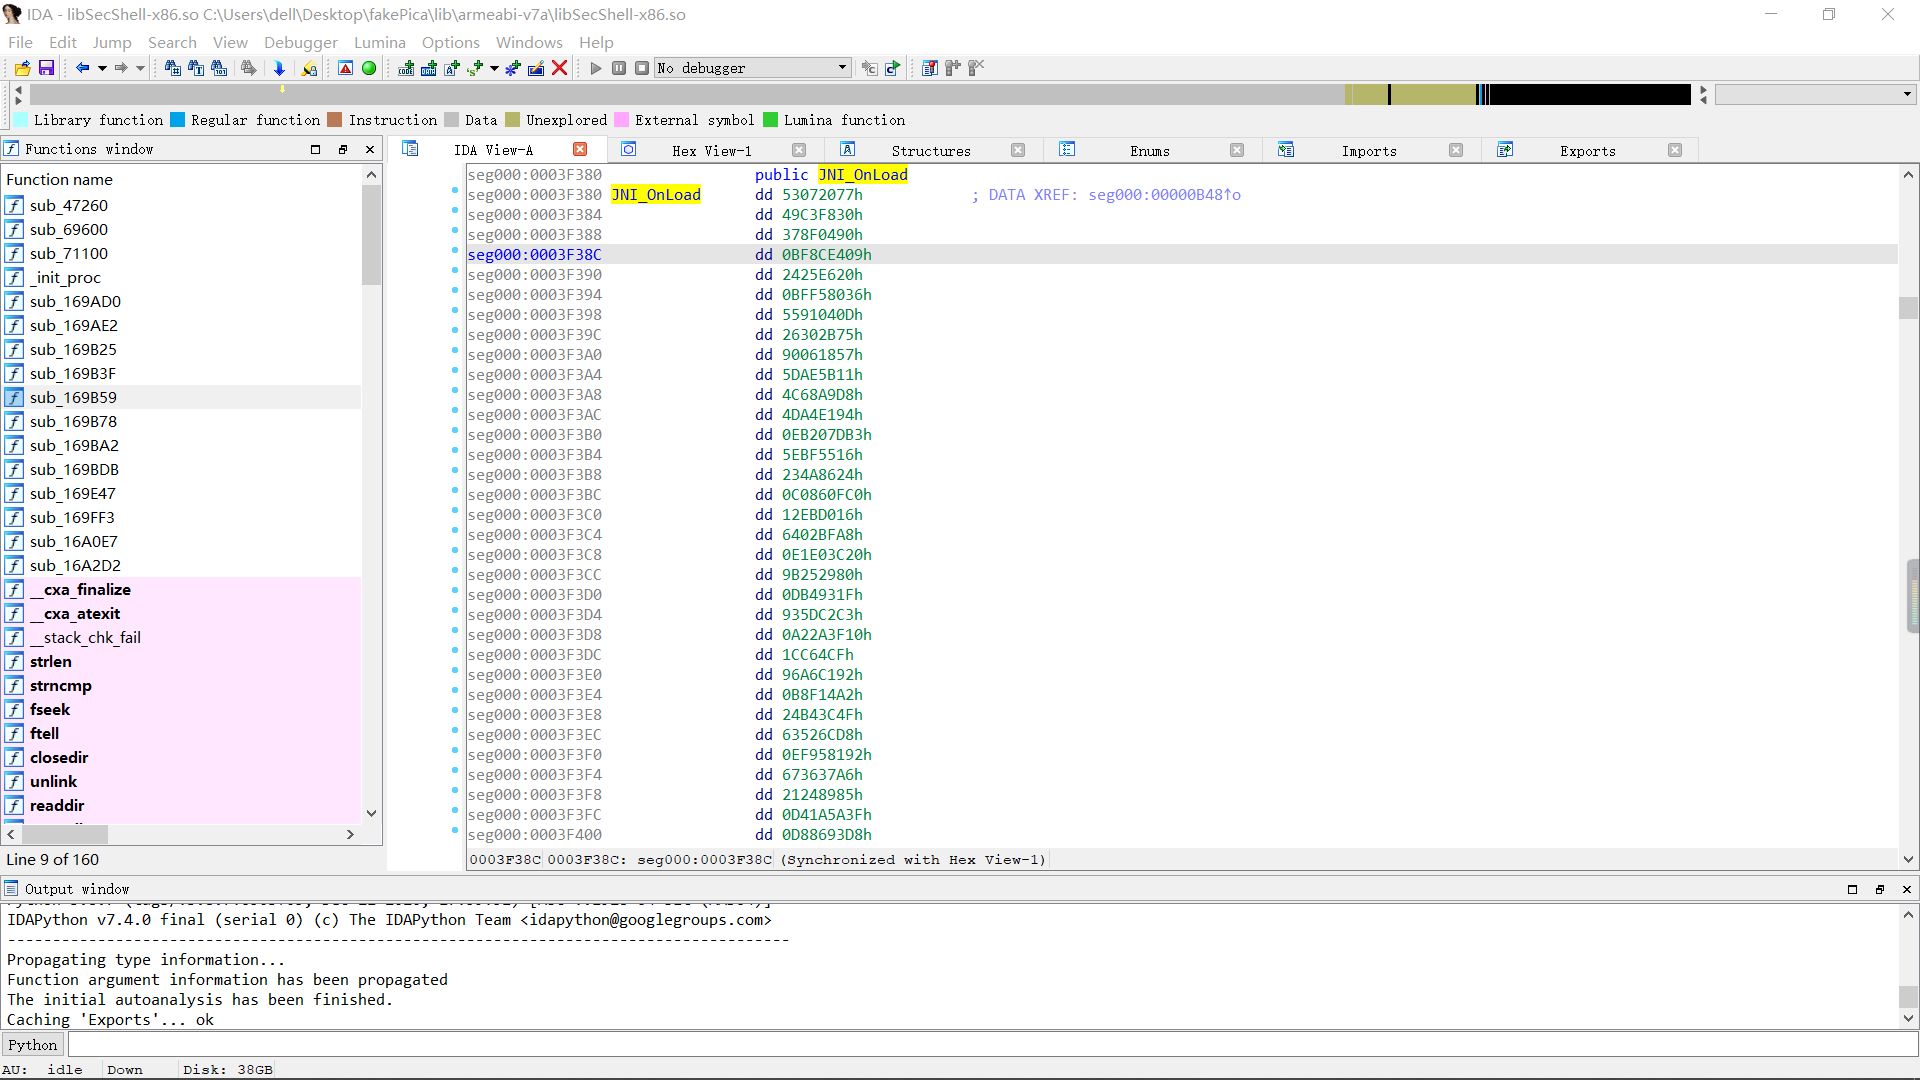 IDA - libSecShell-x86.so C:\Users\dell\Desktop\fakePica\lib\armeabi-v7a\libSecShell-x86.so
File Edit Jump Search View Debugger Lumina Options Windows Help
No debugger
Library function Regular function Instruction Data Unexplored External symbol Lumina function
Functions window
Function name
sub_47260
sub_69600
sub_71100
_init_proc
sub_169AD0
sub_169AE2
sub_169B25
sub_169B3F
sub_169B59
sub_169B78
sub_169BA2
sub_169BDB
sub_169E47
sub_169FF3
sub_16A0E7
sub_16A2D2
__cxa_finalize
__cxa_atexit
__stack_chk_fail
strlen
strncmp
fseek
ftell
closedir
unlink
readdir
Line 9 of 160
IDA View-A Hex View-1 Structures Enums Imports Exports
seg000:0003F380 public JNI_OnLoad
seg000:0003F380 JNI_OnLoad dd 53072077h ; DATA XREF: seg000:00000B48↑o
seg000:0003F384 dd 49C3F830h
seg000:0003F388 dd 378F0490h
seg000:0003F38C dd 0BF8CE409h
seg000:0003F390 dd 2425E620h
seg000:0003F394 dd 0BFF58036h
seg000:0003F398 dd 5591040Dh
seg000:0003F39C dd 26302B75h
seg000:0003F3A0 dd 90061857h
seg000:0003F3A4 dd 5DAE5B11h
seg000:0003F3A8 dd 4C68A9D8h
seg000:0003F3AC dd 4DA4E194h
seg000:0003F3B0 dd 0EB207DB3h
seg000:0003F3B4 dd 5EBF5516h
seg000:0003F3B8 dd 234A8624h
seg000:0003F3BC dd 0C0860FC0h
seg000:0003F3C0 dd 12EBD016h
seg000:0003F3C4 dd 6402BFA8h
seg000:0003F3C8 dd 0E1E03C20h
seg000:0003F3CC dd 9B252980h
seg000:0003F3D0 dd 0DB4931Fh
seg000:0003F3D4 dd 935DC2C3h
seg000:0003F3D8 dd 0A22A3F10h
seg000:0003F3DC dd 1CC64CFh
seg000:0003F3E0 dd 96A6C192h
seg000:0003F3E4 dd 0B8F14A2h
seg000:0003F3E8 dd 24B43C4Fh
seg000:0003F3EC dd 63526CD8h
seg000:0003F3F0 dd 0EF958192h
seg000:0003F3F4 dd 673637A6h
seg000:0003F3F8 dd 21248985h
seg000:0003F3FC dd 0D41A5A3Fh
seg000:0003F400 dd 0D88693D8h
0003F38C 0003F38C: seg000:0003F38C (Synchronized with Hex View-1)
Output window
IDAPython v7.4.0 final (serial 0) (c) The IDAPython Team <idapython@googlegroups.com>
---------------------------------------------------------------------------------------
Propagating type information...
Function argument information has been propagated
The initial autoanalysis has been finished.
Caching 'Exports'... ok
Python
AU: idle Down Disk: 38GB